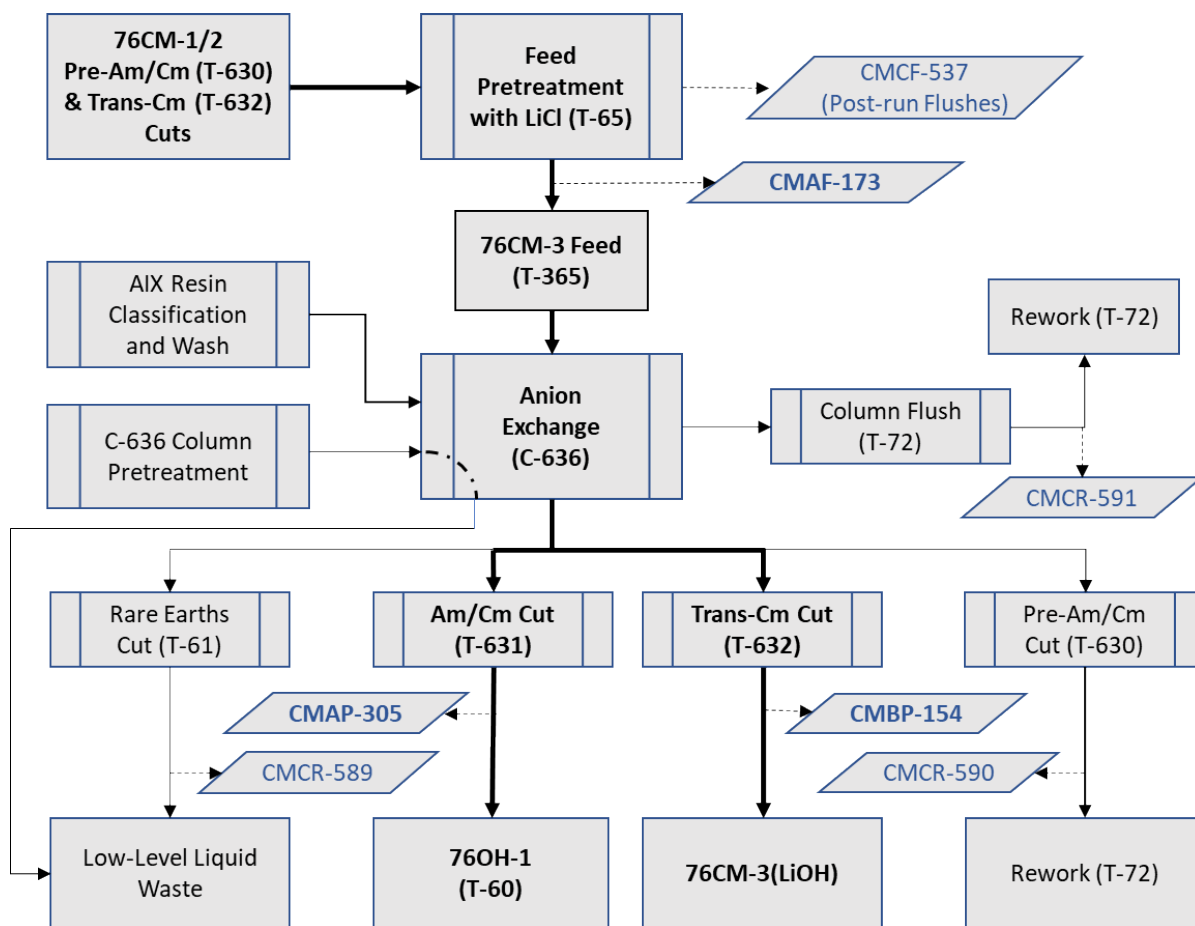 76CM-1/2
Pre-Am/Cm (T-630)
& Trans-Cm (T-632)
Cuts
Feed
Pretreatment
with LiCl (T-65)
CMCF-537
(Post-run Flushes)
CMAF-173
76CM-3 Feed
(T-365)
AIX Resin
Classification
and Wash
Rework (T-72)
Anion
Exchange
(C-636)
Column Flush
(T-72)
C-636 Column
Pretreatment
CMCR-591
Rare Earths
Cut (T-61)
Am/Cm Cut
(T-631)
Trans-Cm Cut
(T-632)
Pre-Am/Cm
Cut (T-630)
CMAP-305
CMBP-154
CMCR-589
CMCR-590
Low-Level Liquid
Waste
76OH-1
(T-60)
76CM-3(LiOH)
Rework (T-72)